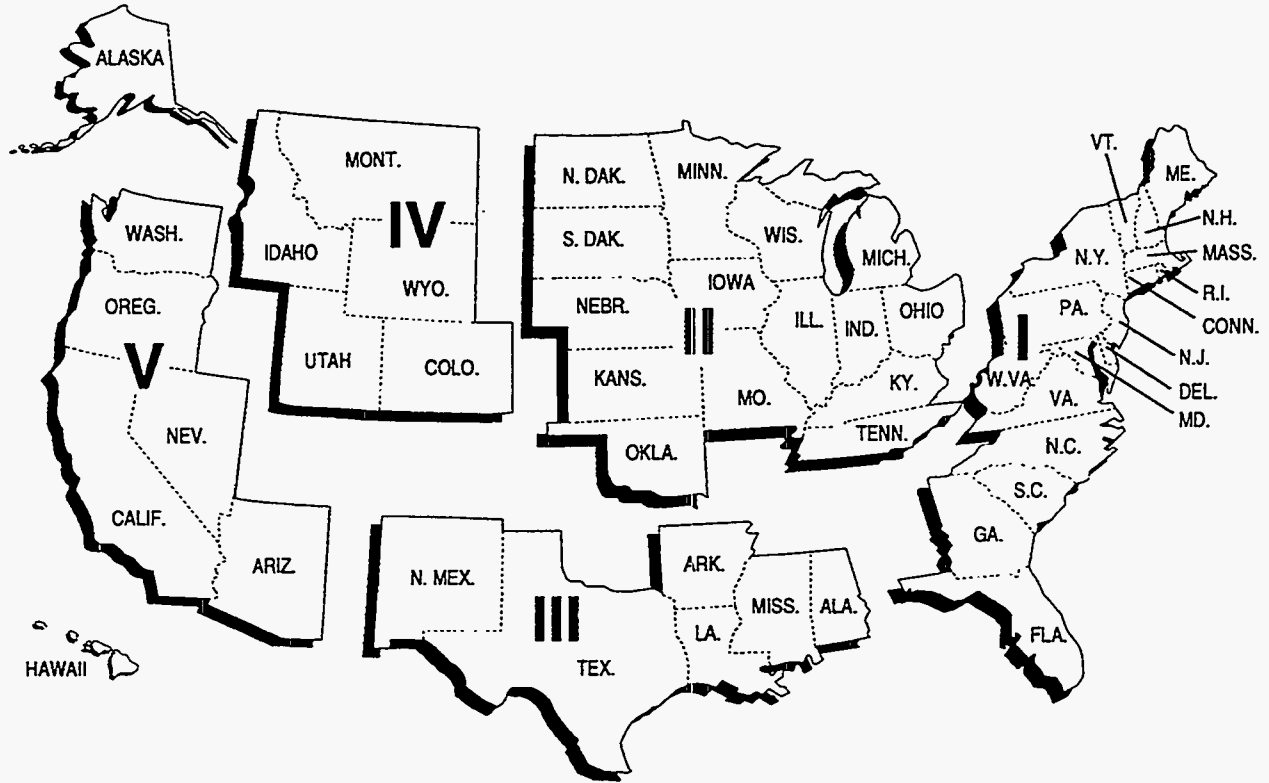 ALASKA
MONT.
IV
IDAHO
WYO.
UTAH
COLO.
WASH.
OREG.
V
NEV.
CALIF.
ARIZ.
HAWAII
N. DAK.
MINN.
S. DAK.
WIS.
MICH.
IOWA
NEBR.
II
ILL.
IND.
OHIO
KANS.
MO.
KY.
OKLA.
TENN.
N. MEX.
III
TEX.
ARK.
LA.
MISS.
ALA.
VT.
ME.
N.H.
MASS.
N.Y.
R.I.
CONN.
PA.
I
N.J.
DEL.
MD.
W.VA.
VA.
N.C.
S.C.
GA.
FLA.